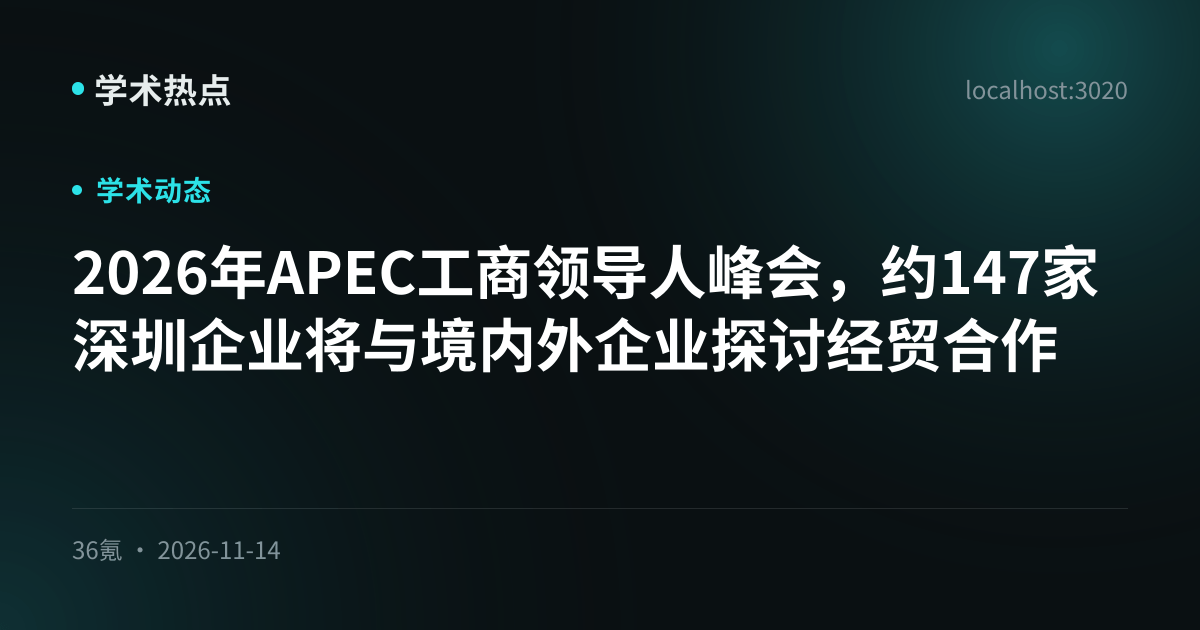 学术热点
localhost:3020
学术动态
2026年APEC工商领导人峰会，约147家
深圳企业将与境内外企业探讨经贸合作
36氪 · 2026-11-14